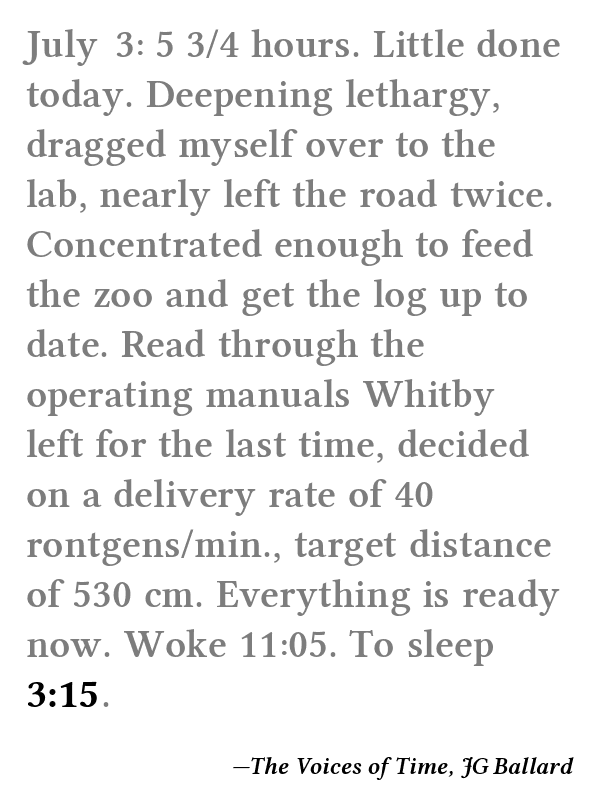 July  3: 5 3/4 hours. Little done
today. Deepening lethargy,
dragged myself over to the
lab, nearly left the road twice.
Concentrated enough to feed
the zoo and get the log up to
date. Read through the
operating manuals Whitby
left for the last time, decided
on a delivery rate of 40
rontgens/min., target distance
of 530 cm. Everything is ready
now. Woke 11:05. To sleep
3:15.
—The Voices of Time, JG Ballard